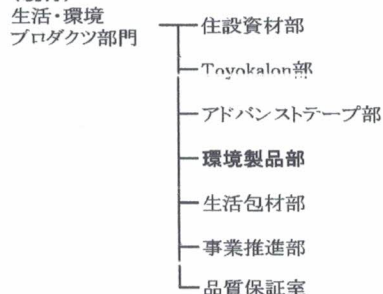 生活・環境
プロダクツ部門
住設資材部
Toyokalon部
アドバンストテープ部
環境製品部
生活包材部
事業推進部
品質保証室